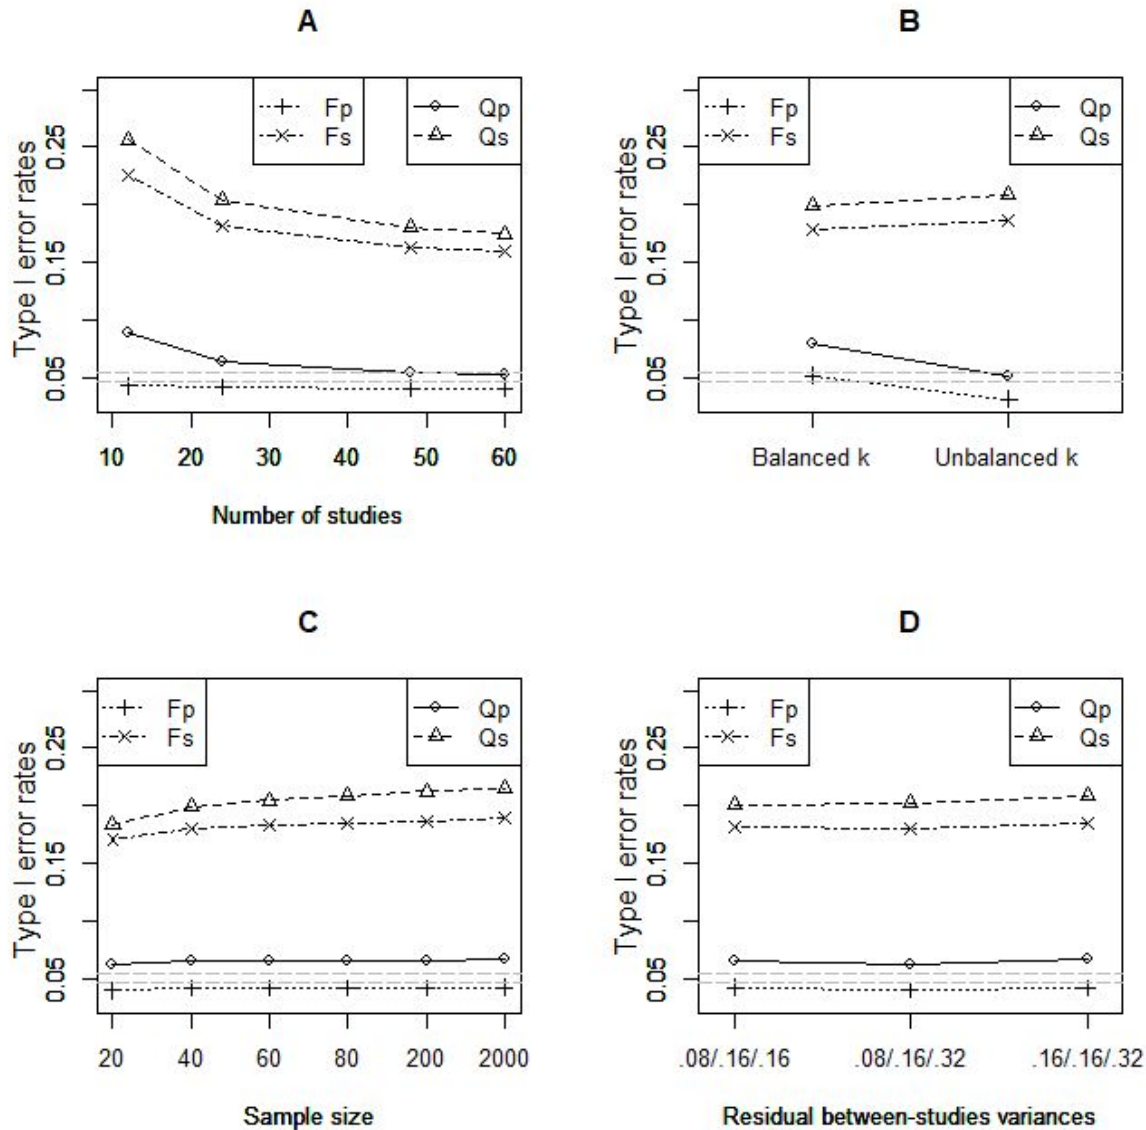 A
Fp
Fs
Qp
Qs
0.05 0.15 0.25
Type I error rates
10 20 30 40 50 60
Number of studies
B
Fp
Fs
Qp
Qs
0.05 0.15 0.25
Type I error rates
Balanced k Unbalanced k
C
Fp
Fs
Qp
Qs
0.05 0.15 0.25
Type I error rates
20 40 60 80 200 2000
Sample size
D
Fp
Fs
Qp
Qs
0.05 0.15 0.25
Type I error rates
.08/.16/.16 .08/.16/.32 .16/.16/.32
Residual between-studies variances